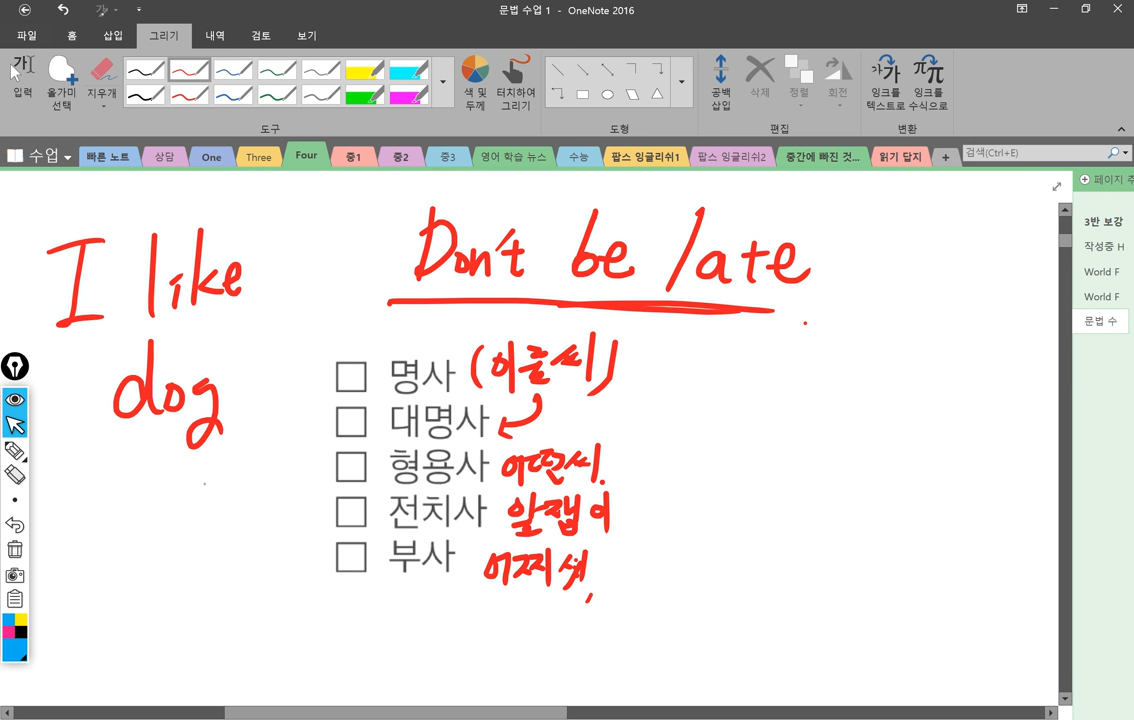 문법 수업 1 - OneNote 2016
파일 홈 삽입 그리기 내역 검토 보기
입력
올가미 선택
지우개
색 및 두께
터치하여 그리기
공백 삽입
삭제
정렬
회전
잉크를 텍스트로
잉크를 수식으로
도구 도형 편집 변환
수업 빠른 노트 상담 One Three Four 중1 중2 중3 영어 학습 뉴스 수능 팝스 잉글리쉬1 팝스 잉글리쉬2 중간에 빠진 것... 읽기 답지 + 검색(Ctrl+E)
페이지 추
3반 보강
작성중 H
World F
World F
문법 수
I like
dog
Don't be late.
명사 (이름씨)
대명사
형용사 어떤씨.
전치사
부사